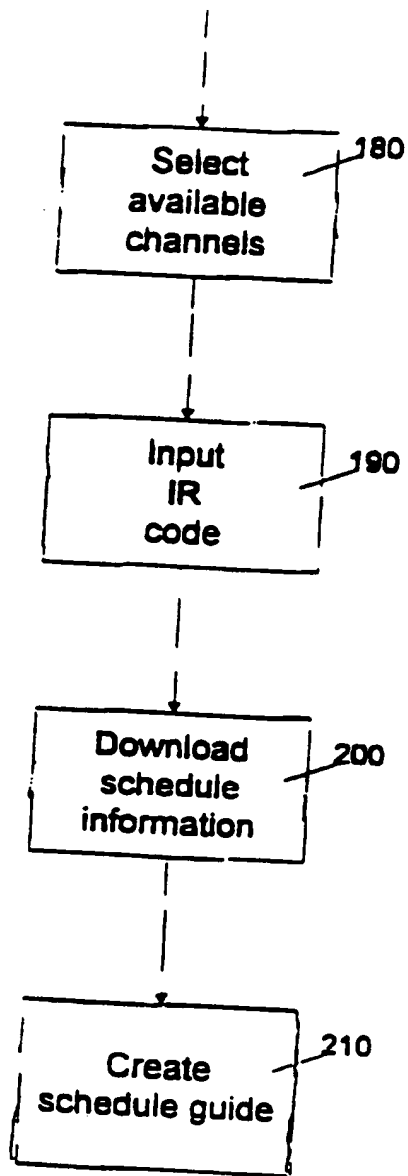 180
Select
available
channels
190
Input
IR
code
200
Download
schedule
information
210
Create
schedule guide